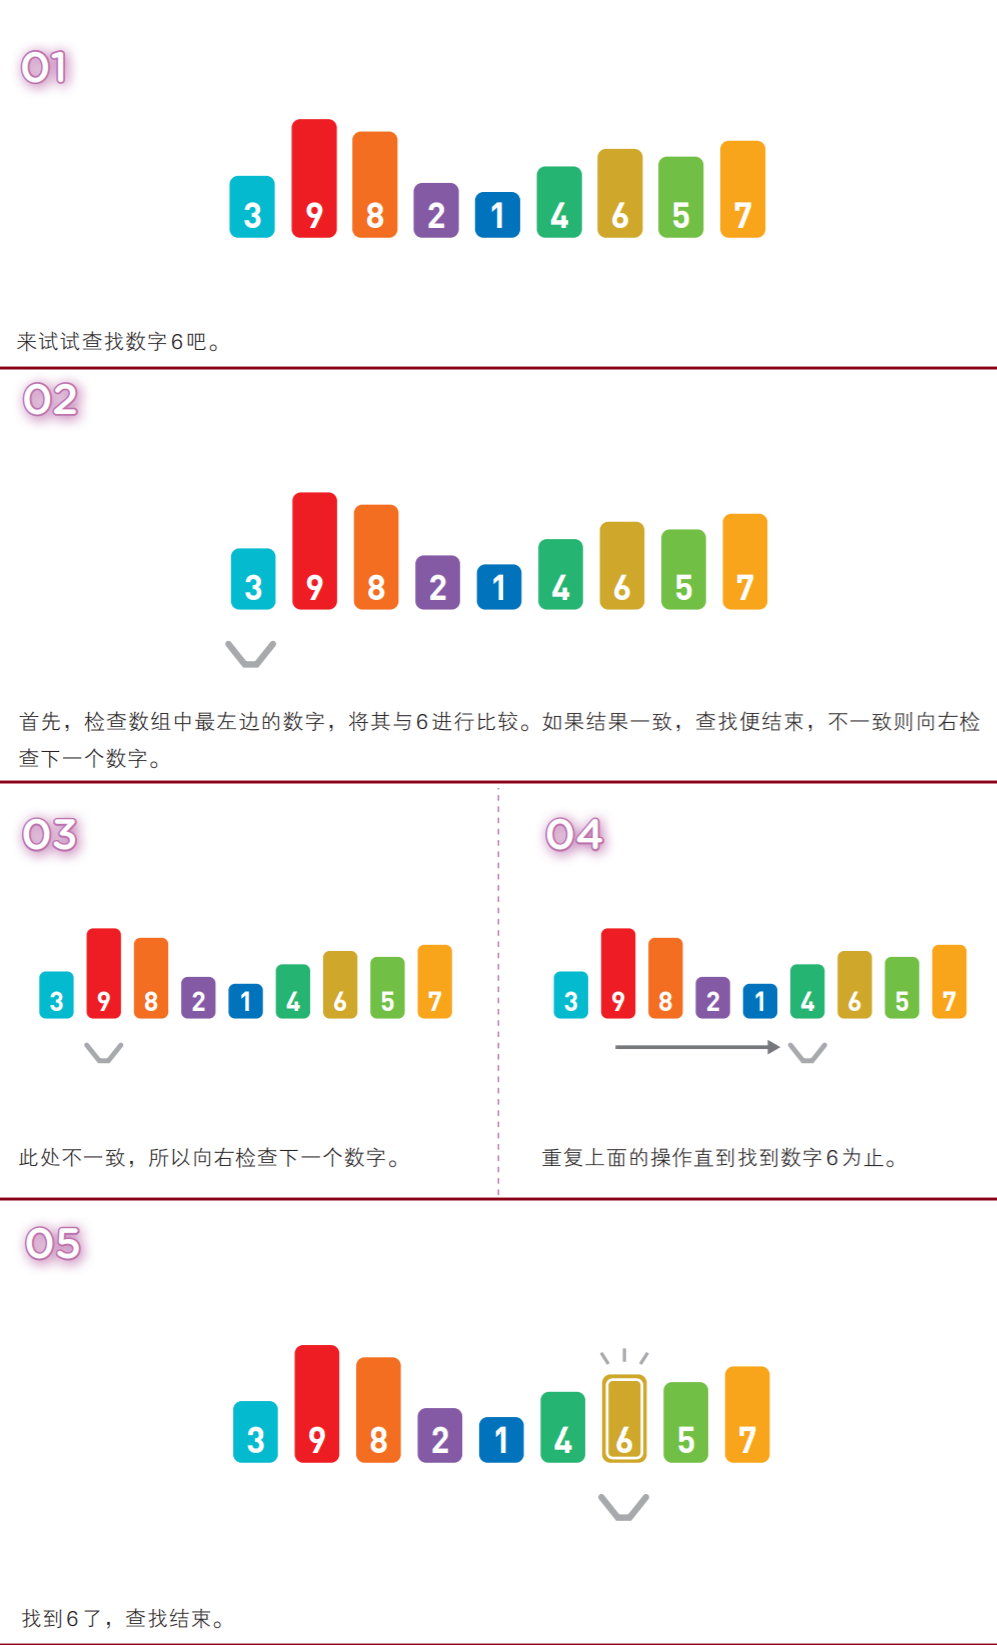 01
3 9 8 2 1 4 6 5 7
来试试查找数字6吧。
02
3 9 8 2 1 4 6 5 7
首先，检查数组中最左边的数字，将其与6进行比较。如果结果一致，查找便结束，不一致则向右检
查下一个数字。
03
3 9 8 2 1 4 6 5 7
此处不一致，所以向右检查下一个数字。
04
3 9 8 2 1 4 6 5 7
重复上面的操作直到找到数字6为止。
05
3 9 8 2 1 4 6 5 7
找到6了，查找结束。